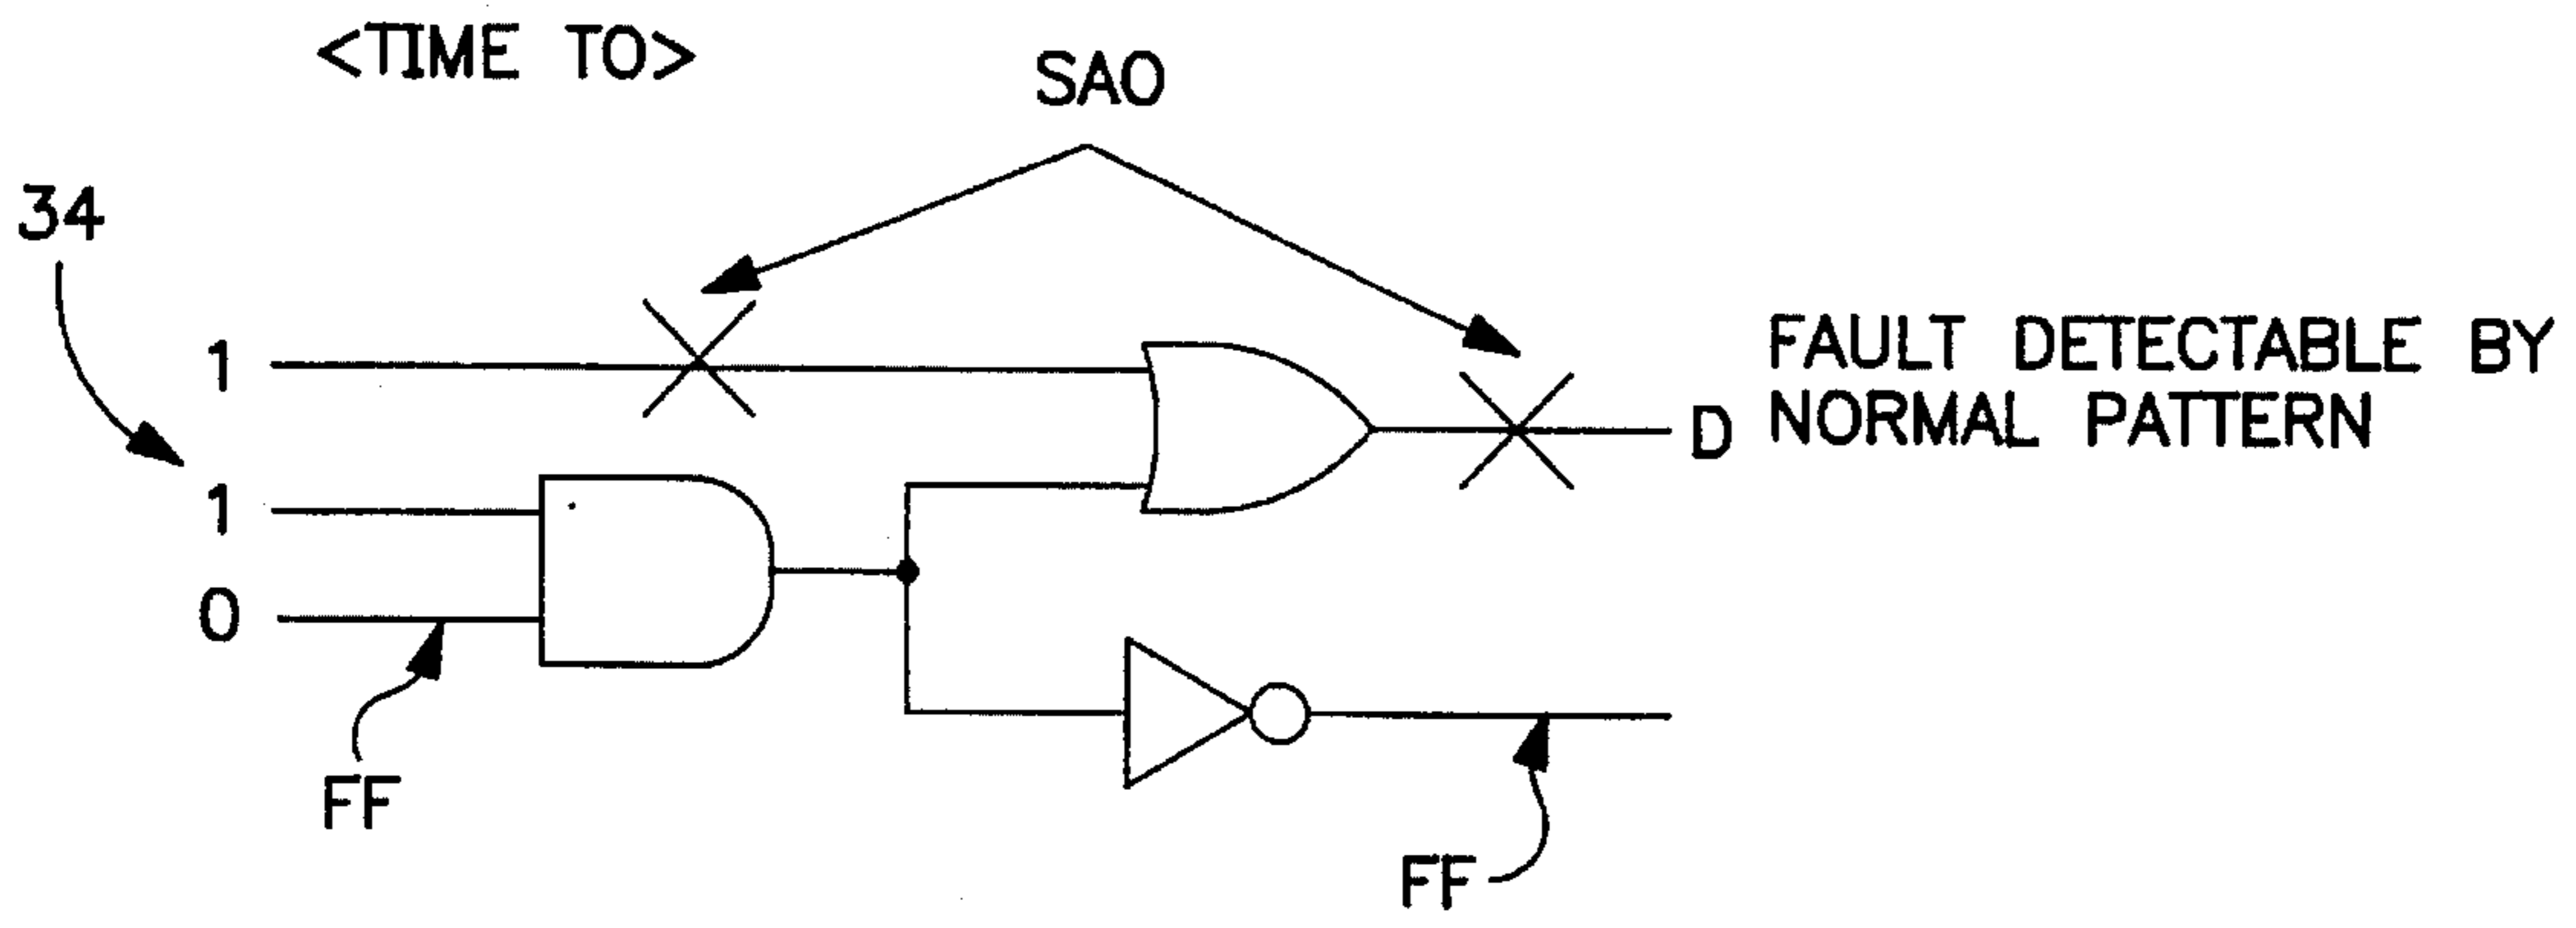 <TIME TO>
SAO
34
1
FAULT DETECTABLE BY
D NORMAL PATTERN
1
0
FF
FF